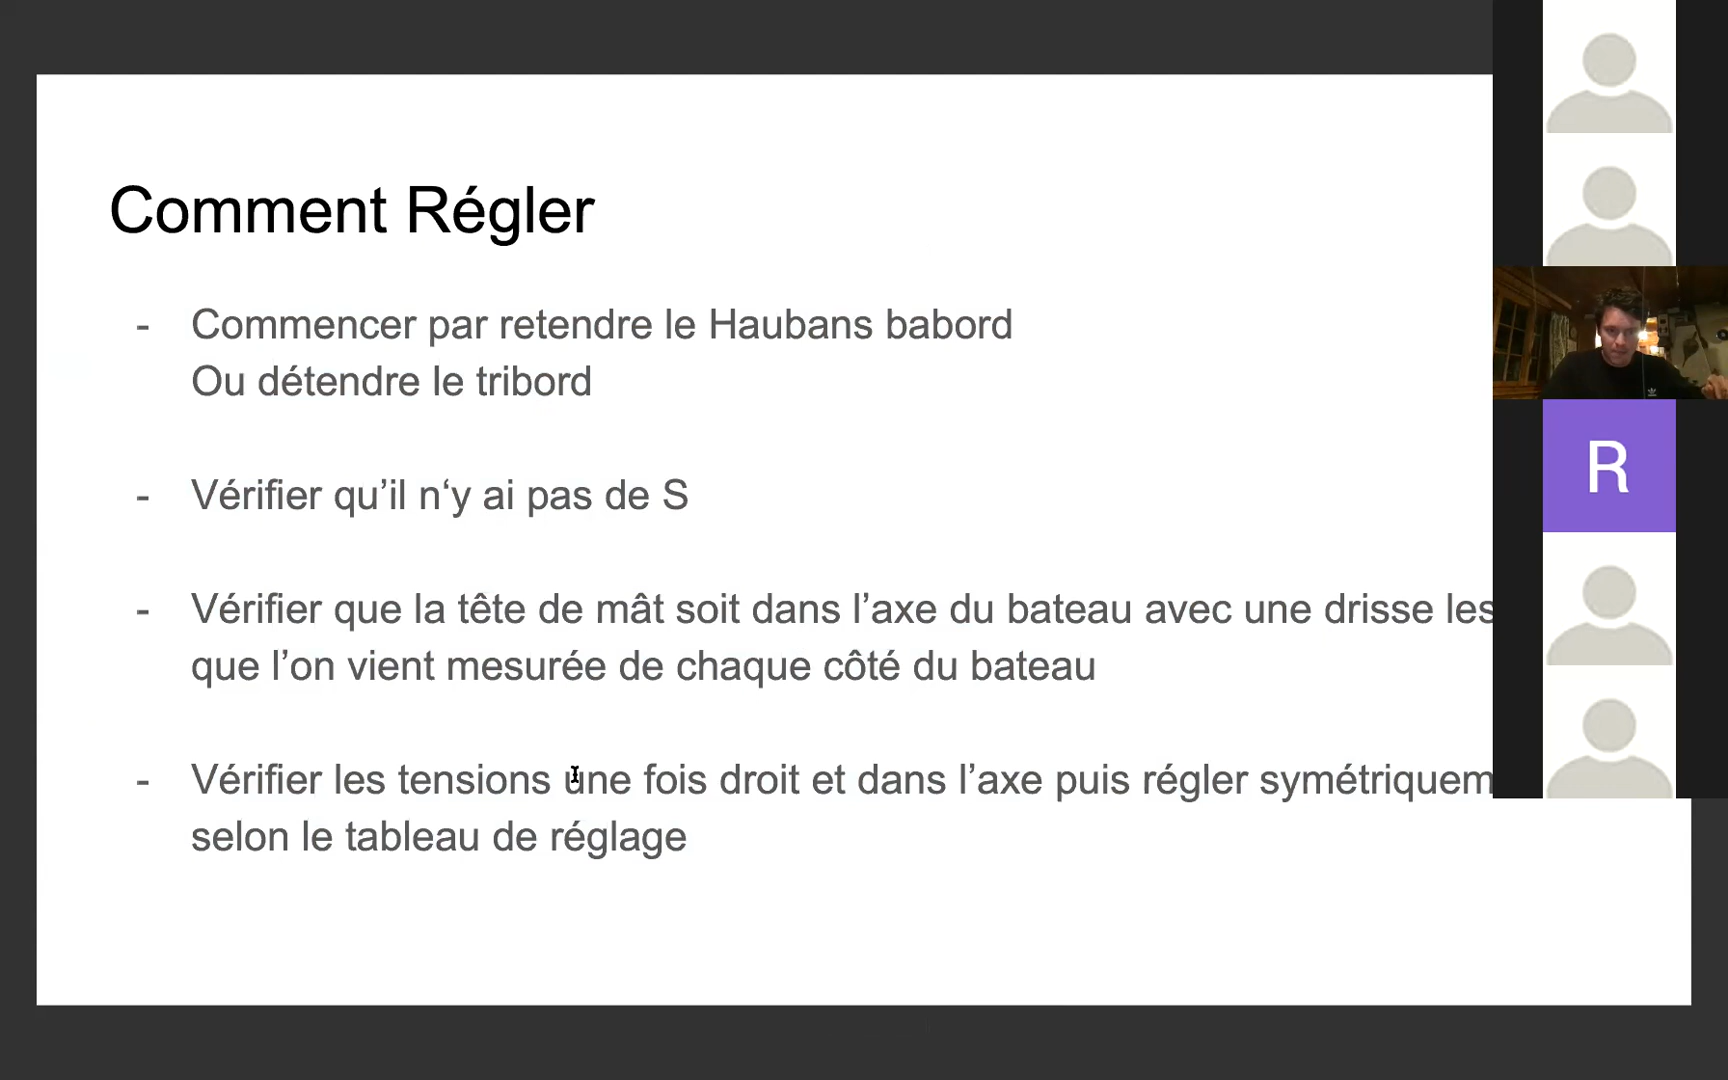 Comment Régler
- Commencer par retendre le Haubans babord
Ou détendre le tribord
- Vérifier qu’il n‘y ai pas de S
- Vérifier que la tête de mât soit dans l’axe du bateau avec une drisse les
que l’on vient mesurée de chaque côté du bateau
- Vérifier les tensions une fois droit et dans l’axe puis régler symétriquem
selon le tableau de réglage
R